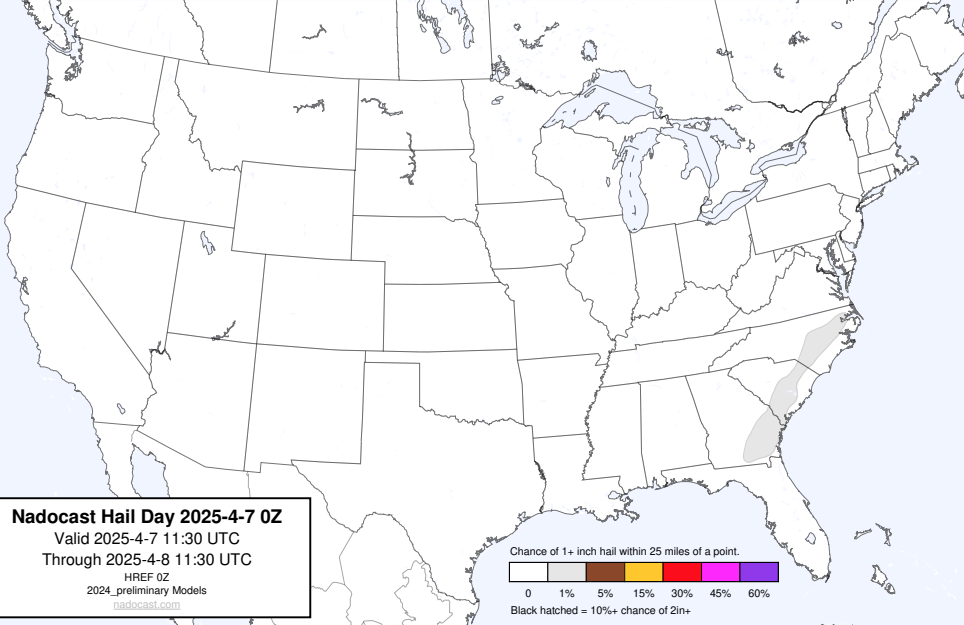 Nadocast Hail Day 2025-4-7 0Z
Valid 2025-4-7 11:30 UTC
Through 2025-4-8 11:30 UTC
HREF 0Z
2024_preliminary Models
nadocast.com
Chance of 1+ inch hail within 25 miles of a point.
0 1% 5% 15% 30% 45% 60%
Black hatched = 10%+ chance of 2in+